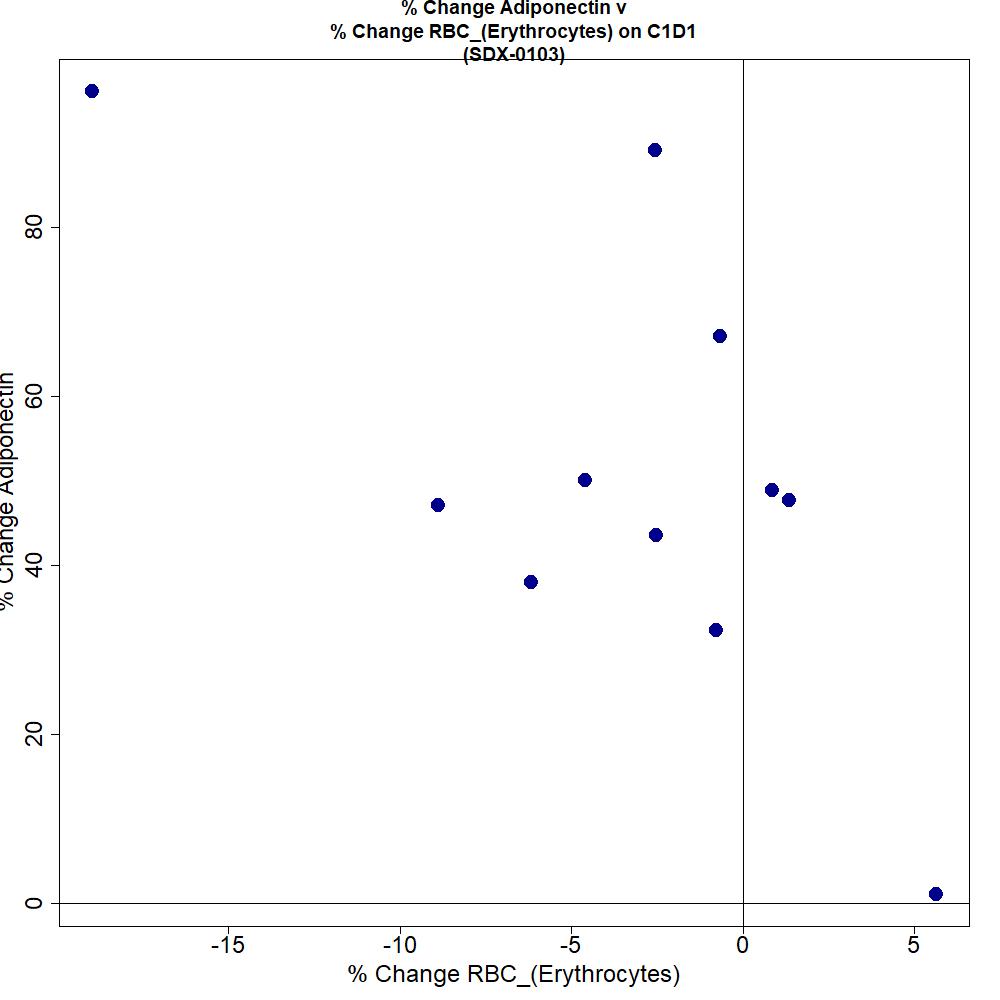 % Change Adiponectin v
% Change RBC_(Erythrocytes) on C1D1
(SDX-0103)
% Change Adiponectin
80
60
40
20
0
-15
-10
-5
0
5
% Change RBC_(Erythrocytes)